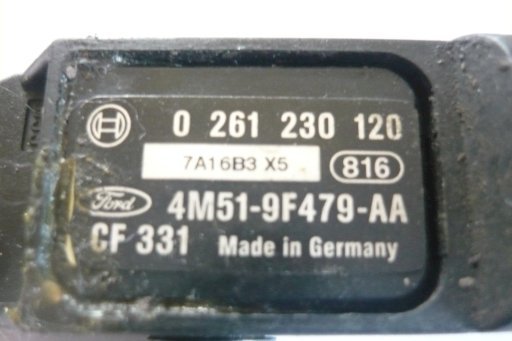 0 261 230 120
7A16B3 X5 816
Ford 4M51-9F479-AA
CF 331 Made in Germany